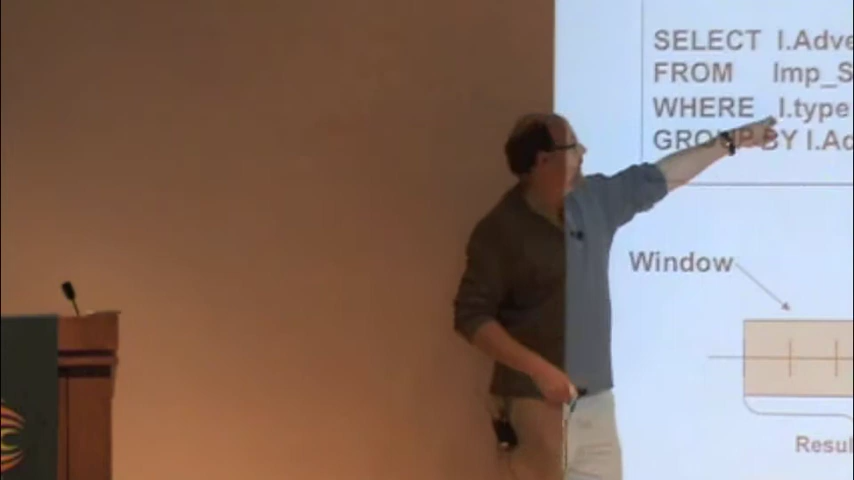 SELECT I.Adve
FROM Imp_S
WHERE I.type
GROUP BY I.Ad
Window
Resul